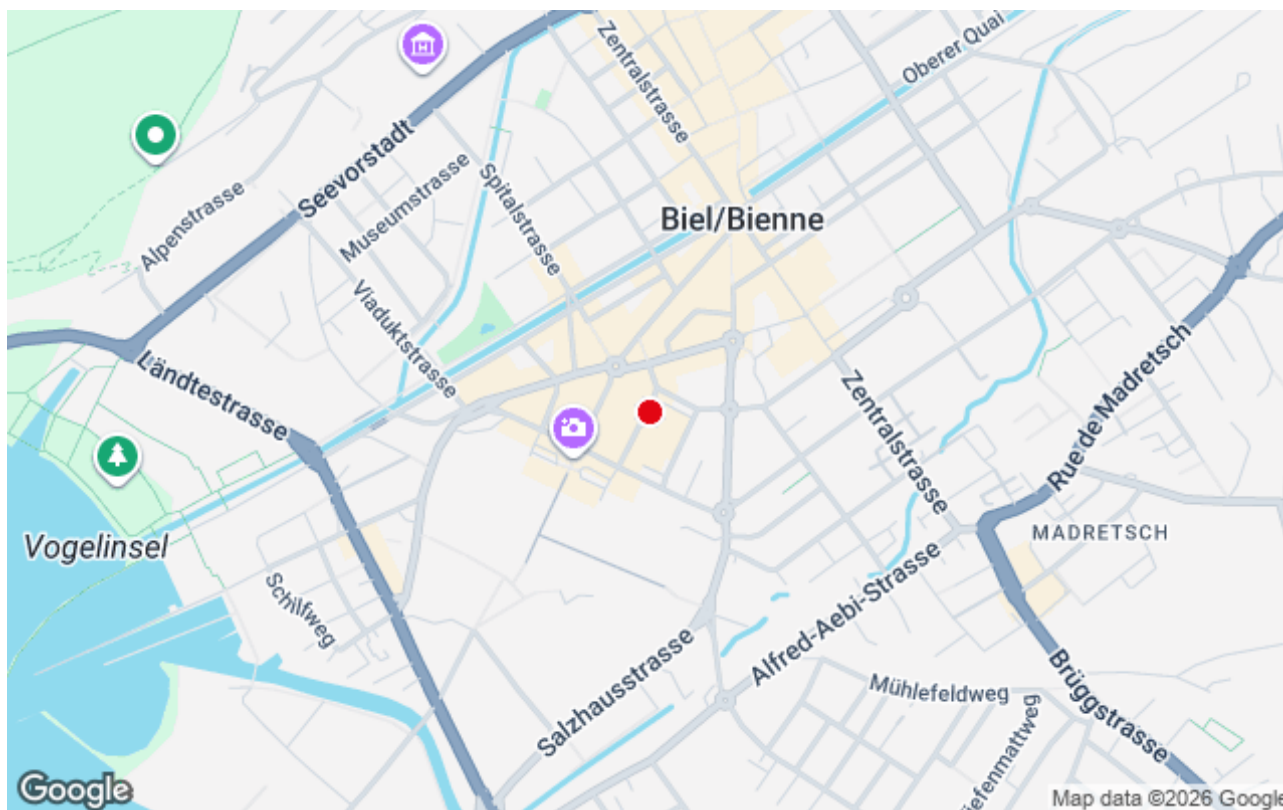 Zentralstrasse
Oberer Quai
Seevorstadt
Museumstrasse
Spitalstrasse
Alpenstrasse
Biel/Bienne
Viaduktstrasse
Ländtestrasse
Zentralstrasse
Rue de Madretsch
Vogelinsel
MADRETSCH
Schilfweg
Alfred-Aebi-Strasse
Salzhausstrasse
Mühlefeldweg
Brüggstrasse
iefenmattweg
Google
Map data ©2026 Google